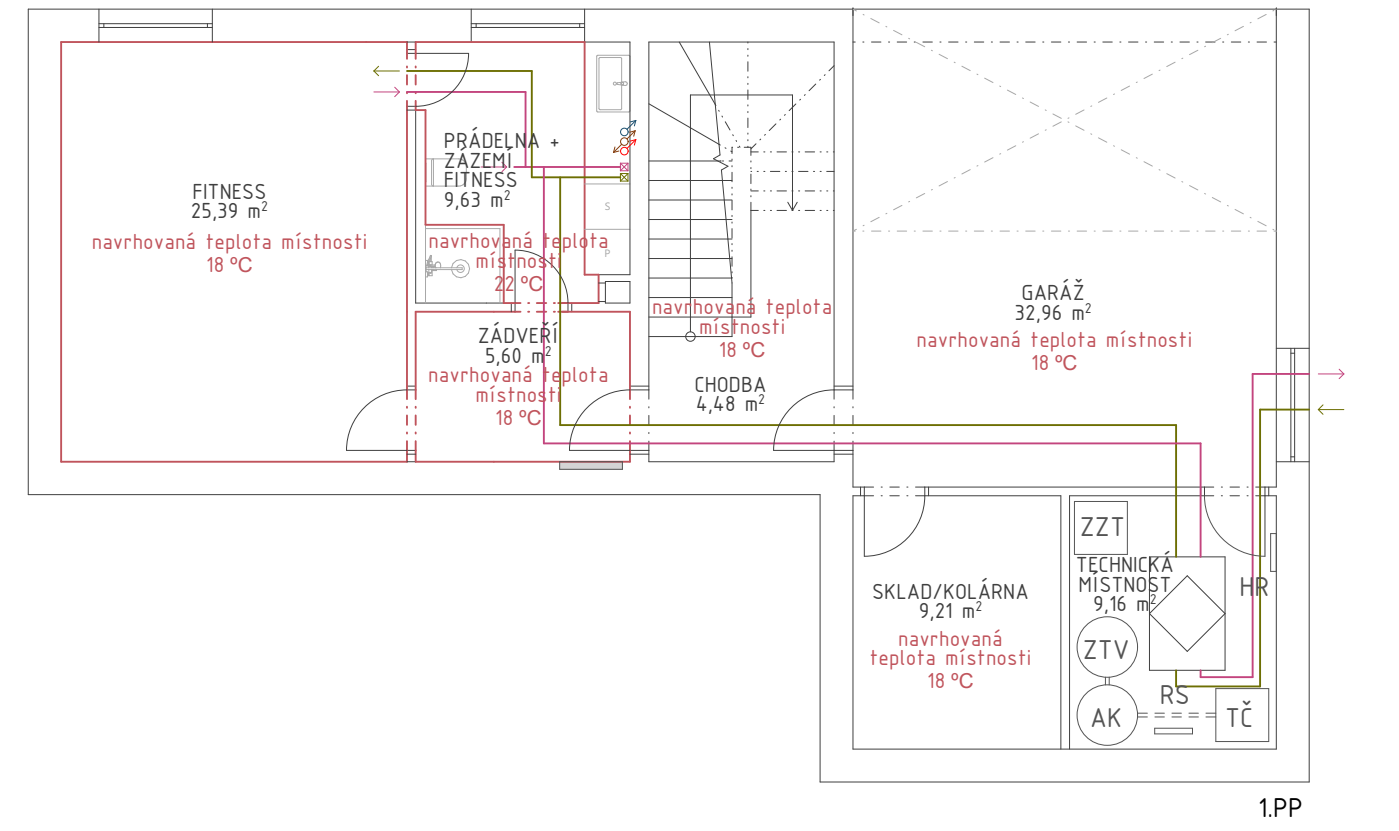 FITNESS
25,39 m²
navrhovaná teplota místnosti
18 °C
PRÁDELNA +
ZÁZEMÍ
FITNESS
9,63 m²
navrhovaná teplota
místnosti
22 °C
S
P
ZÁDVEŘÍ
5,60 m²
navrhovaná teplota
místnosti
18 °C
navrhovaná teplota
místnosti
18 °C
CHODBA
4,48 m²
GARÁŽ
32,96 m²
navrhovaná teplota místnosti
18 °C
SKLAD/KOLÁRNA
9,21 m²
navrhovaná
teplota místnosti
18 °C
ZZT
TECHNICKÁ
MÍSTNOST
9,16 m²
HR
ZTV
RS
AK
TČ
1.PP